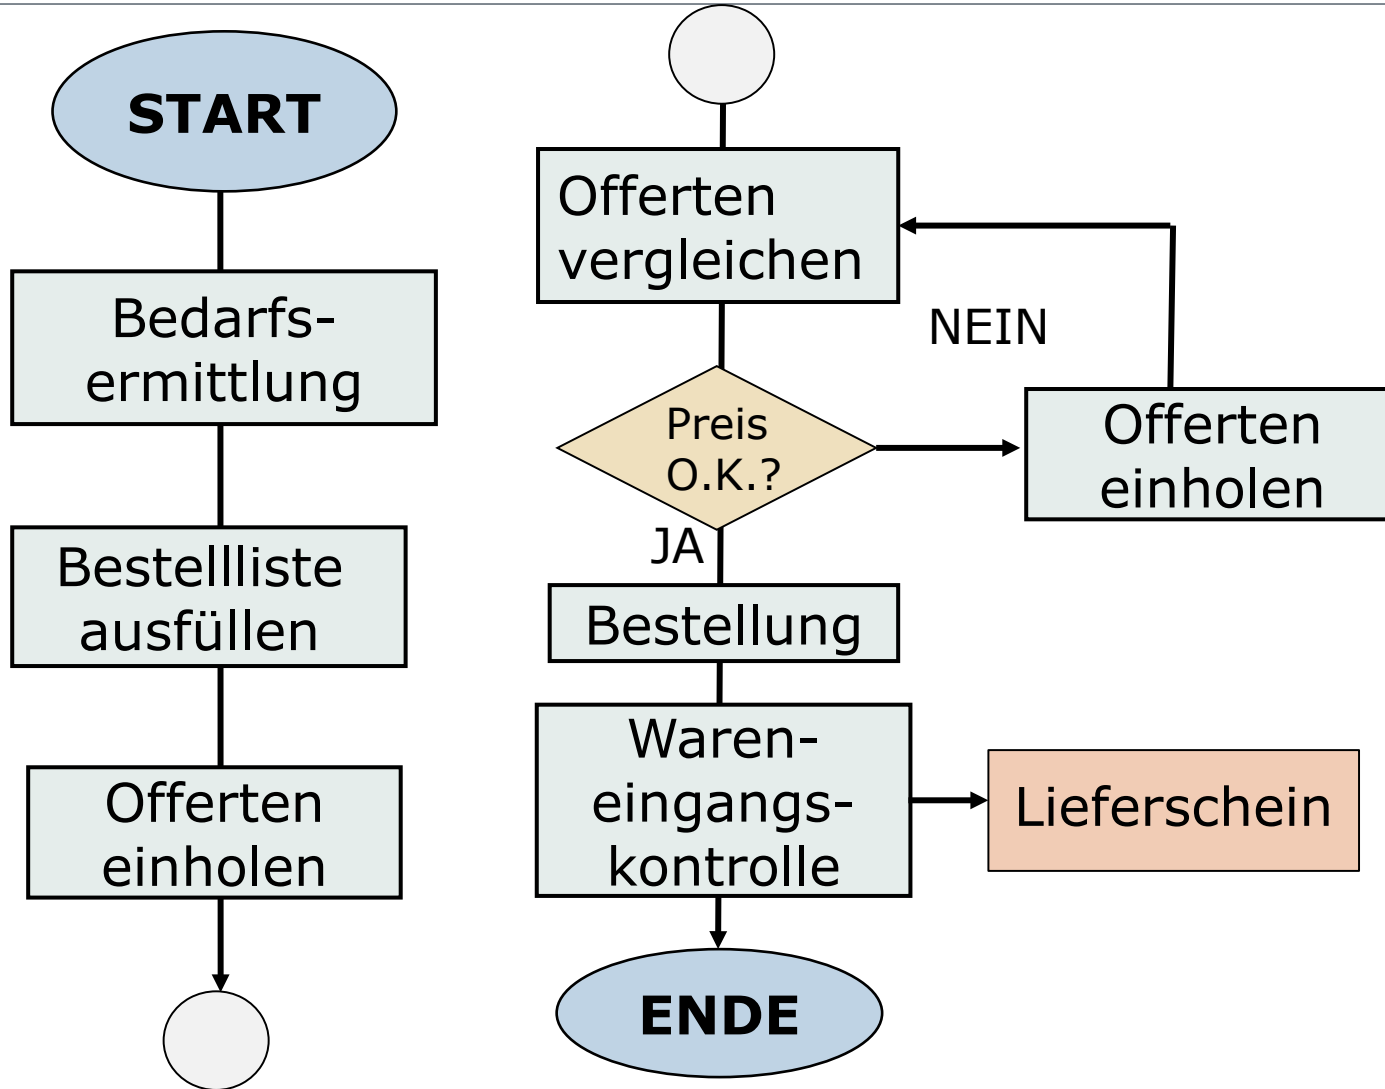 START
Bedarfs-
ermittlung
Bestellliste
ausfüllen
Offerten
einholen
Offerten
vergleichen
NEIN
Preis
O.K.?
Offerten
einholen
JA
Bestellung
Waren-
eingangs-
kontrolle
Lieferschein
ENDE